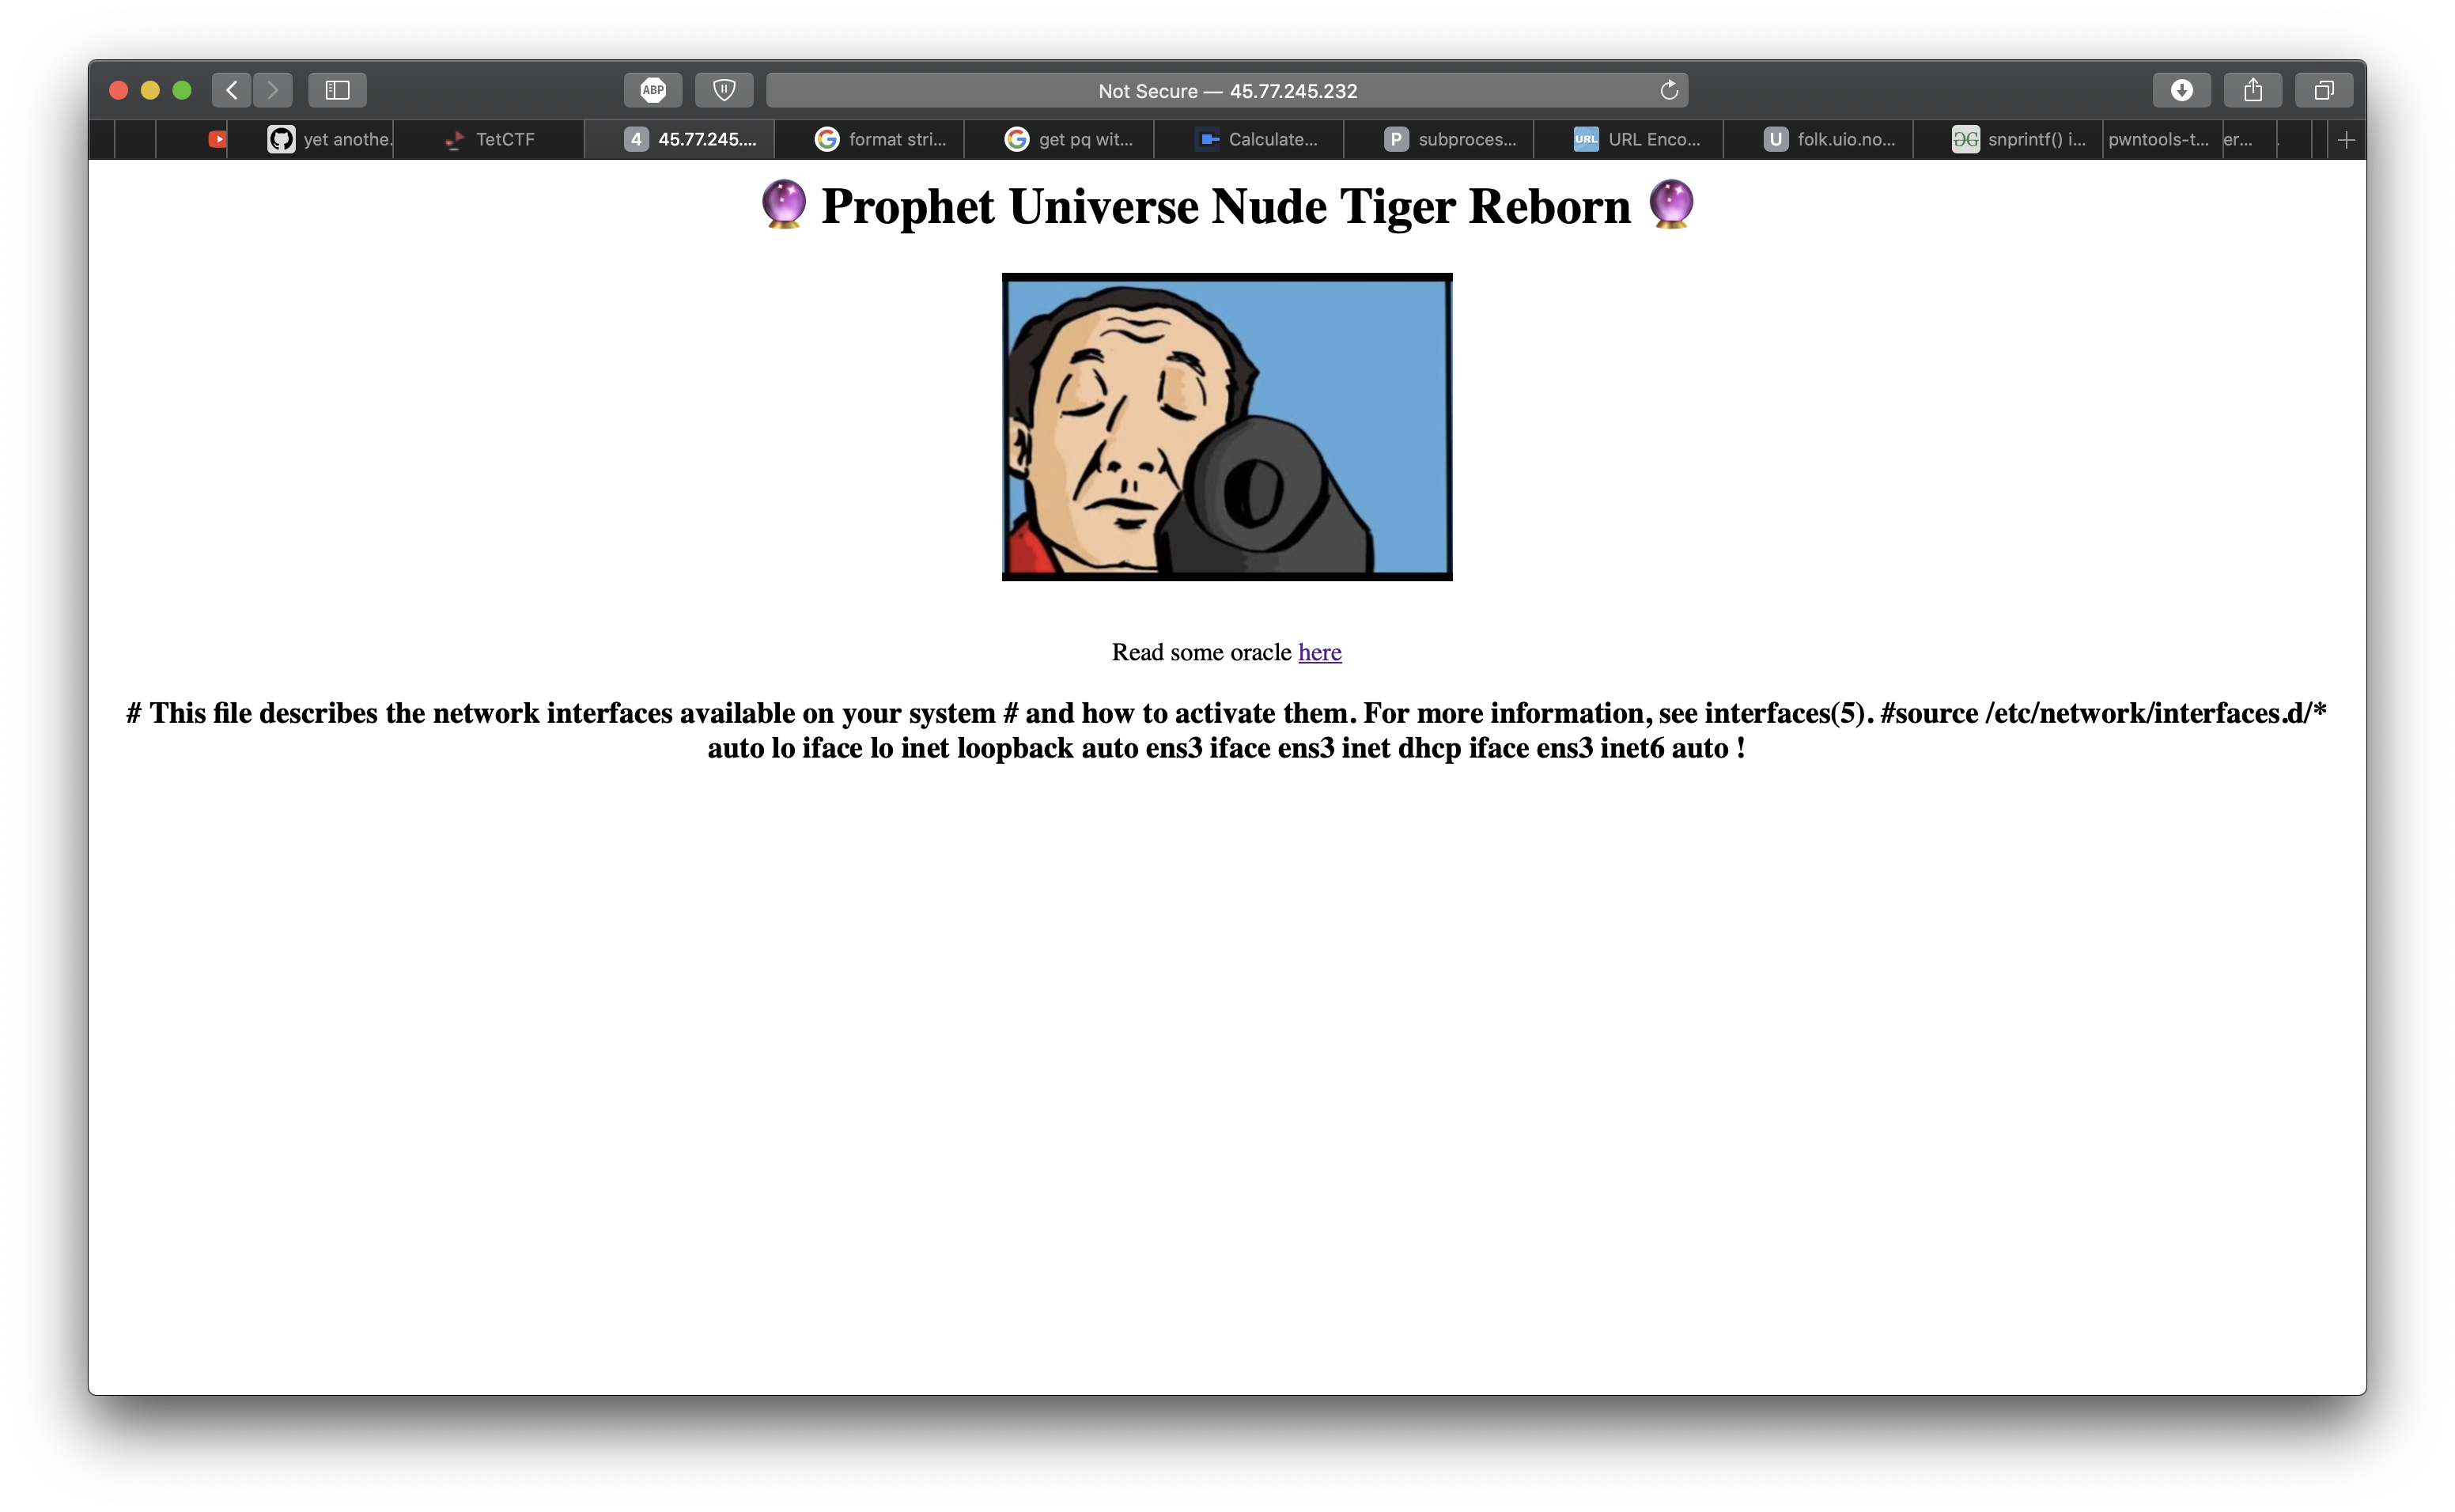 ABP
Not Secure — 45.77.245.232
yet anothe.
TetCTF
4 45.77.245....
format stri...
get pq wit...
Calculate...
P subproces...
URL URL Enco...
U folk.uio.no...
GG snprintf() i...
pwntools-t...
er...
Prophet Universe Nude Tiger Reborn
Read some oracle here
# This file describes the network interfaces available on your system # and how to activate them. For more information, see interfaces(5). #source /etc/network/interfaces.d/*
auto lo iface lo inet loopback auto ens3 iface ens3 inet dhcp iface ens3 inet6 auto !